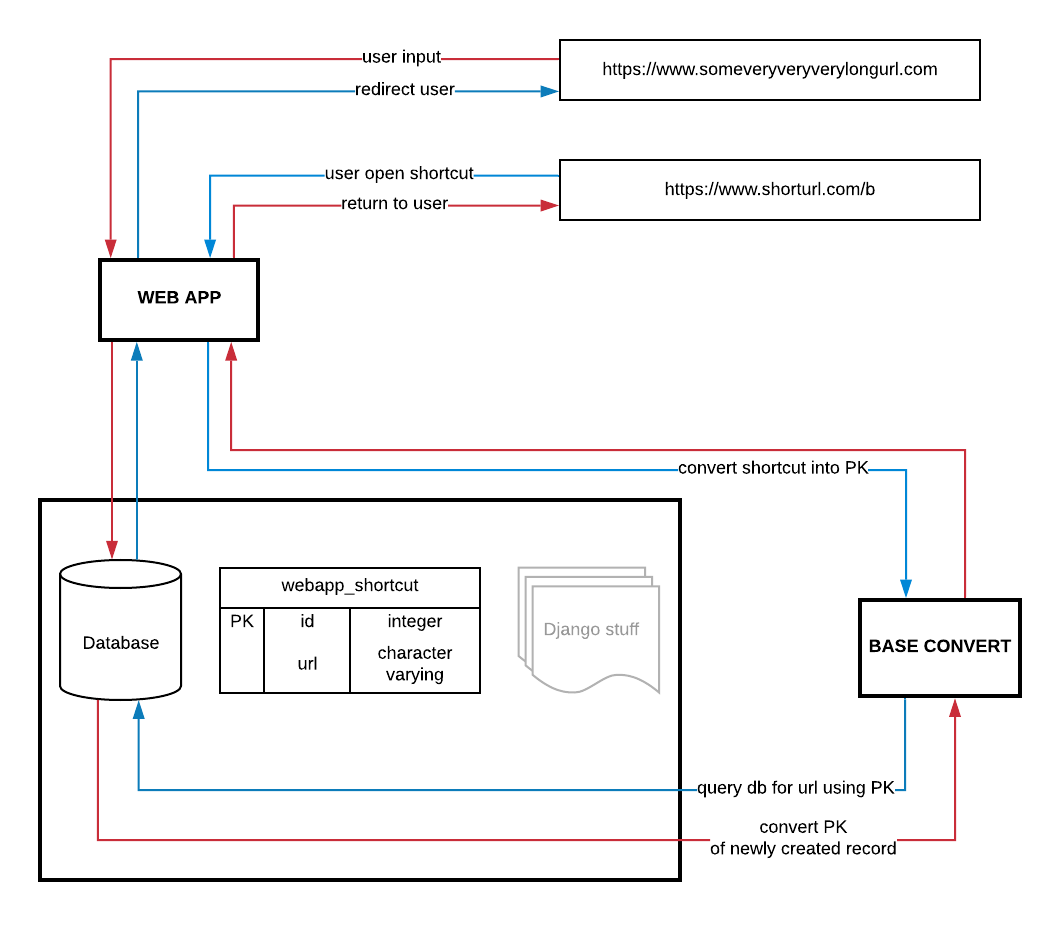 user input
https://www.someveryveryverylongurl.com
redirect user
user open shortcut
https://www.shorturl.com/b
return to user
WEB APP
convert shortcut into PK
webapp_shortcut
PK
id
integer
url
character
varying
Django stuff
Database
BASE CONVERT
query db for url using PK
convert PK
of newly created record